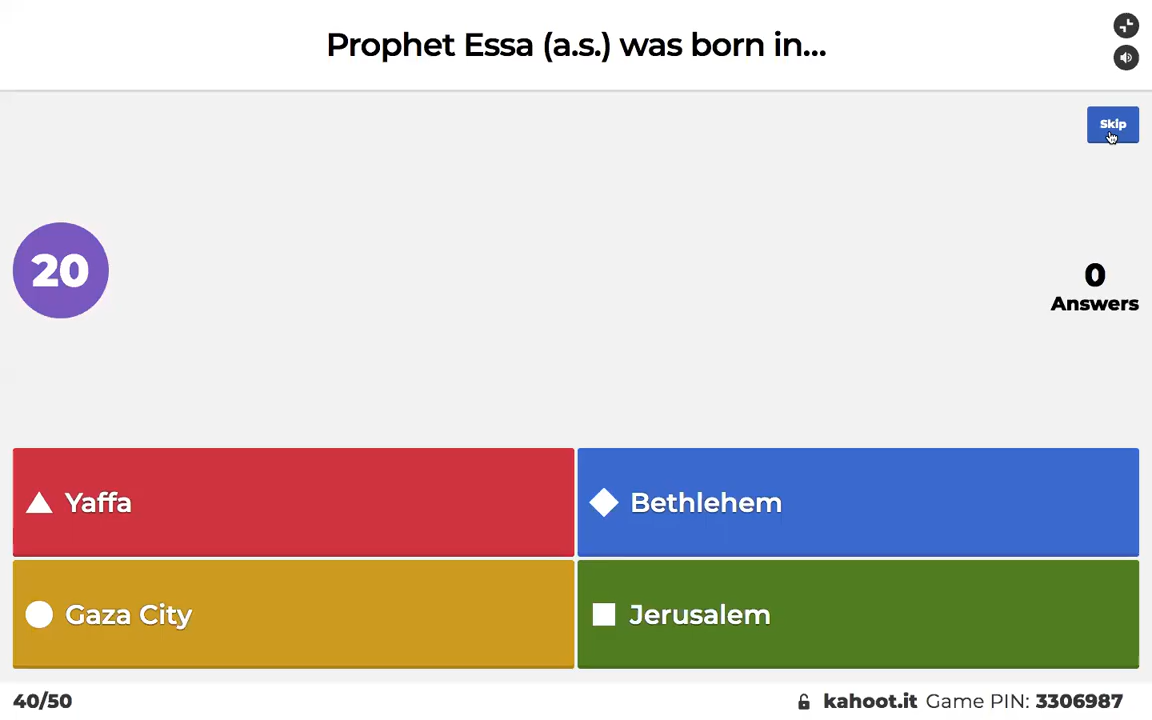 Prophet Essa (a.s.) was born in...
Skip
20
0
Answers
Yaffa
Bethlehem
Gaza City
Jerusalem
40/50
kahoot.it Game PIN: 3306987